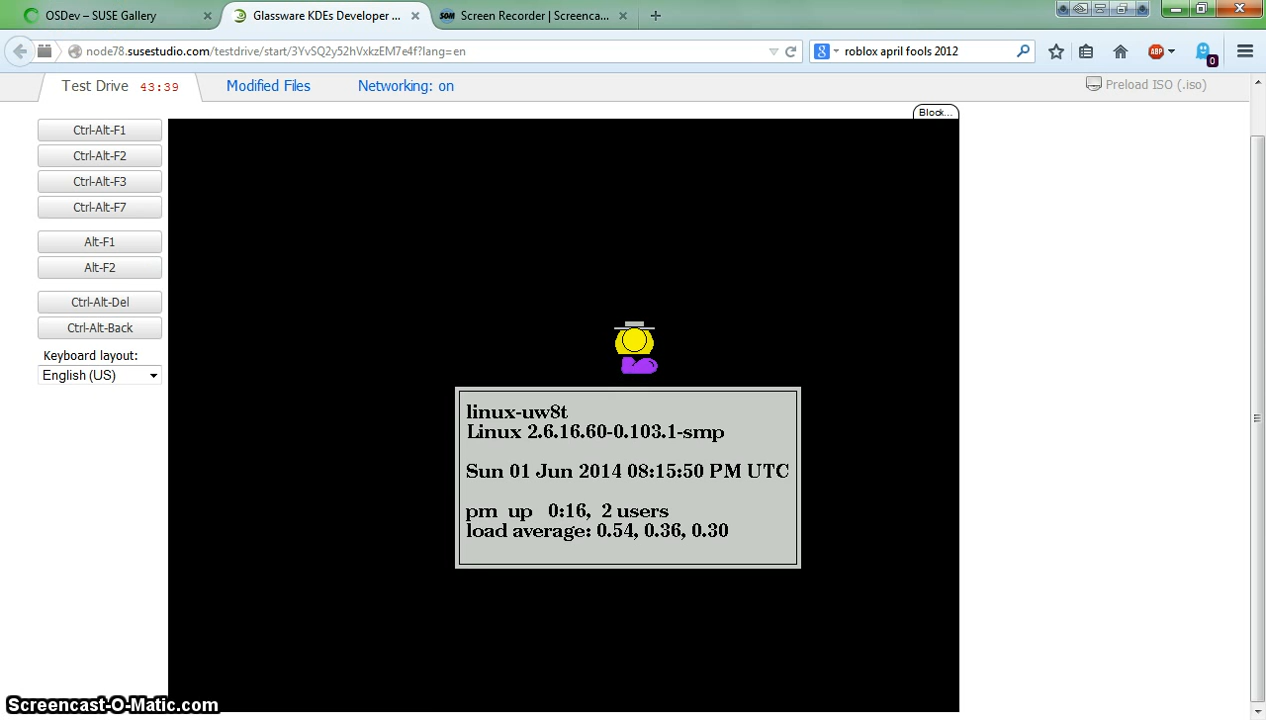 OSDev – SUSE Gallery
Glassware KDEs Developer ...
Screen Recorder | Screenca...
node78.susestudio.com/testdrive/start/3YvSQ2y52hVxkzEM7e4f?lang=en
roblox april fools 2012
ABP
0
Test Drive 43:39
Modified Files
Networking: on
Preload ISO (.iso)
Block...
Ctrl-Alt-F1
Ctrl-Alt-F2
Ctrl-Alt-F3
Ctrl-Alt-F7
Alt-F1
Alt-F2
Ctrl-Alt-Del
Ctrl-Alt-Back
Keyboard layout:
English (US)
linux-uw8t
Linux 2.6.16.60-0.103.1-smp
Sun 01 Jun 2014 08:15:50 PM UTC
pm up 0:16, 2 users
load average: 0.54, 0.36, 0.30
Screencast-O-Matic.com